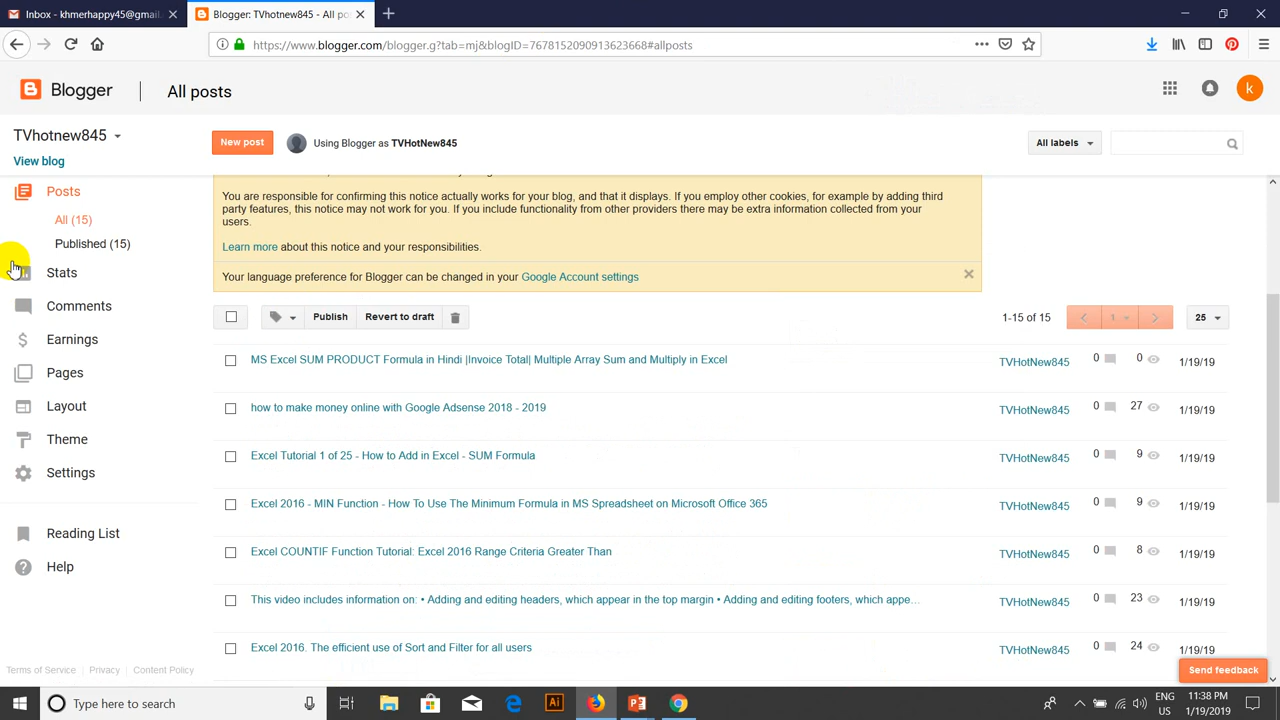 Inbox - khmerhappy45@gmail.
Blogger: TVhotnew845 - All pos
https://www.blogger.com/blogger.g?tab=mj&blogID=7678152090913623668#allposts
Blogger
All posts
TVhotnew845
New post
Using Blogger as TVHotNew845
All labels
k
View blog
Posts
All (15)
Published (15)
Stats
Comments
Earnings
Pages
Layout
Theme
Settings
Reading List
Help
Terms of Service | Privacy | Content Policy
You are responsible for confirming this notice actually works for your blog, and that it displays. If you employ other cookies, for example by adding third
party features, this notice may not work for you. If you include functionality from other providers there may be extra information collected from your
users.
Learn more about this notice and your responsibilities.
Your language preference for Blogger can be changed in your Google Account settings
Publish
Revert to draft
1-15 of 15
1
25
MS Excel SUM PRODUCT Formula in Hindi |Invoice Total| Multiple Array Sum and Multiply in Excel TVHotNew845 0 0 1/19/19
how to make money online with Google Adsense 2018 - 2019 TVHotNew845 0 27 1/19/19
Excel Tutorial 1 of 25 - How to Add in Excel - SUM Formula TVHotNew845 0 9 1/19/19
Excel 2016 - MIN Function - How To Use The Minimum Formula in MS Spreadsheet on Microsoft Office 365 TVHotNew845 0 9 1/19/19
Excel COUNTIF Function Tutorial: Excel 2016 Range Criteria Greater Than TVHotNew845 0 8 1/19/19
This video includes information on: • Adding and editing headers, which appear in the top margin • Adding and editing footers, which appe… TVHotNew845 0 23 1/19/19
Excel 2016. The efficient use of Sort and Filter for all users TVHotNew845 0 24 1/19/19
Send feedback
Type here to search
Ai
ENG
US
11:38 PM
1/19/2019